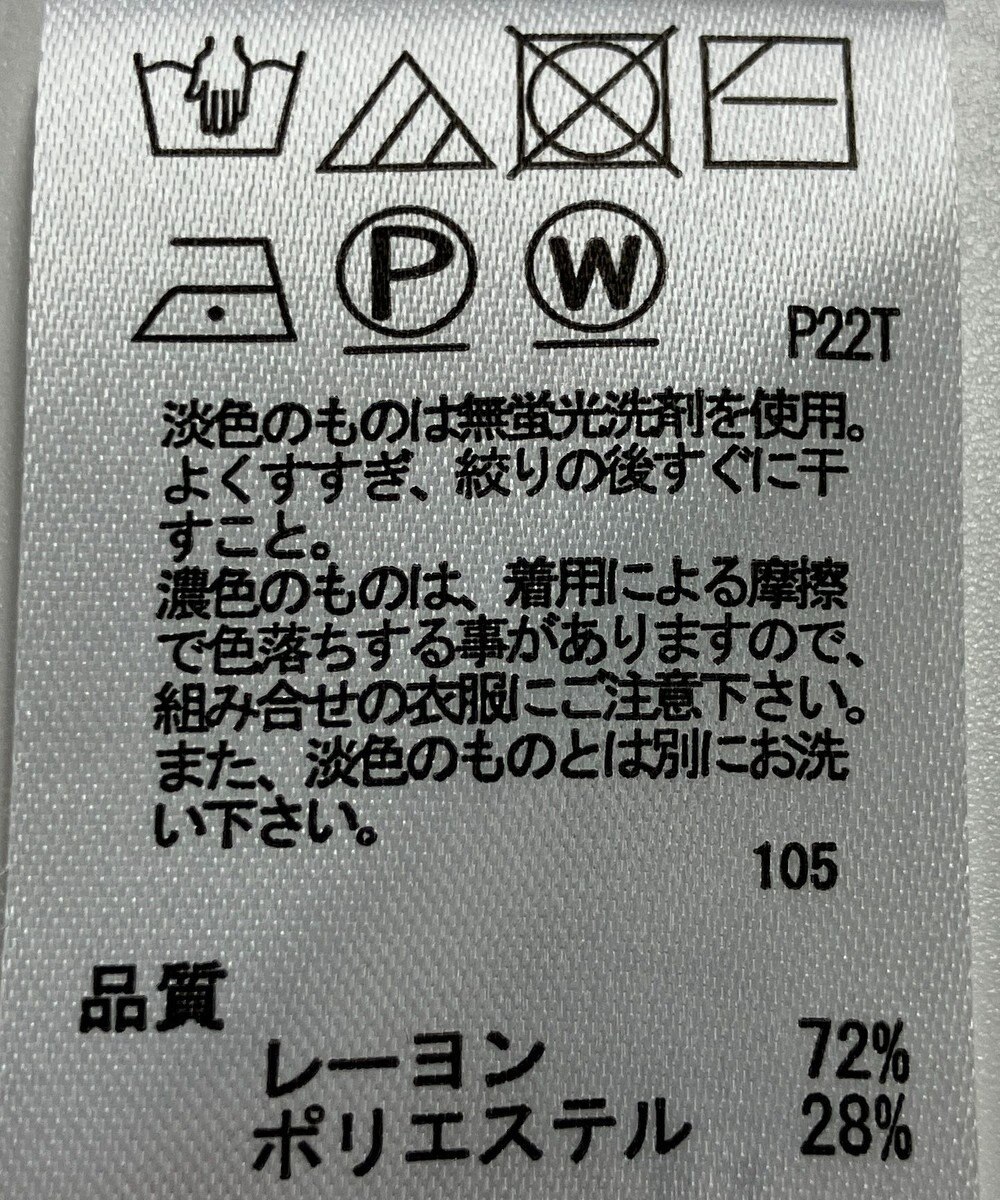 P
W
P22T
淡色のものは無蛍光洗剤を使用。
よくすすぎ、絞りの後すぐに干
すこと。
濃色のものは、着用による摩擦
で色落ちする事がありますので、
組み合せの衣服にご注意下さい。
また、淡色のものとは別にお洗
い下さい。
105
品質
レーヨン 72%
ポリエステル 28%